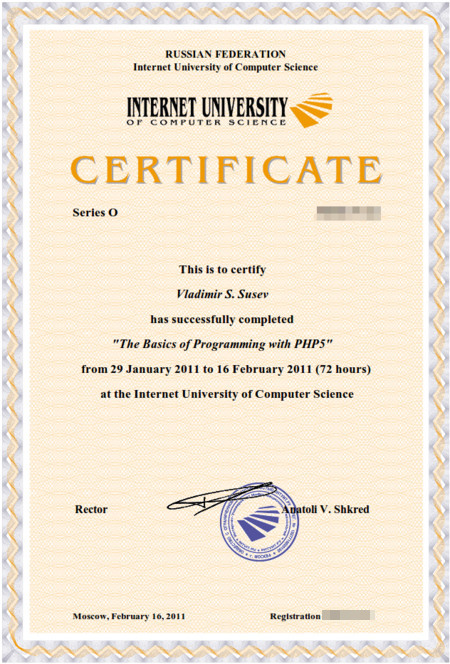 RUSSIAN FEDERATION
Internet University of Computer Science
INTERNET UNIVERSITY
OF COMPUTER SCIENCE
CERTIFICATE
Series O
This is to certify
Vladimir S. Susev
has successfully completed
"The Basics of Programming with PHP5"
from 29 January 2011 to 16 February 2011 (72 hours)
at the Internet University of Computer Science
Rector
Anatoli V. Shkred
Moscow, February 16, 2011
Registration